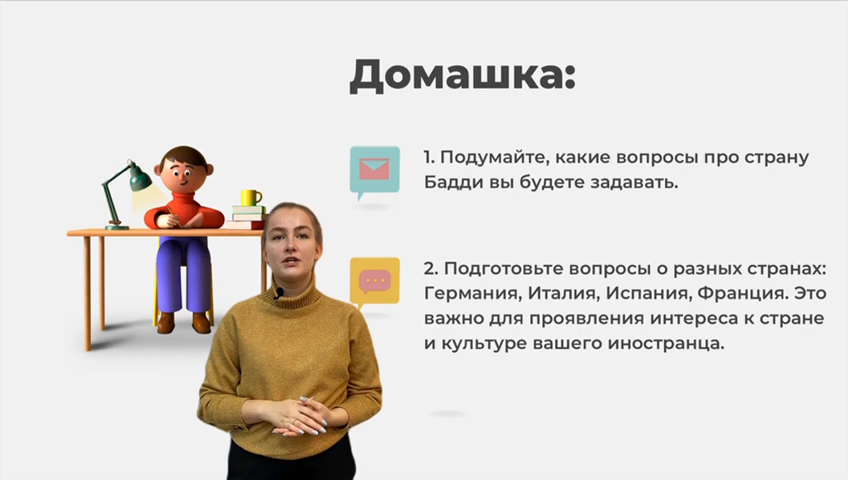 Домашка:
1. Подумайте, какие вопросы про страну
Бадди вы будете задавать.
2. Подготовьте вопросы о разных странах:
Германия, Италия, Испания, Франция. Это
важно для проявления интереса к стране
и культуре вашего иностранца.